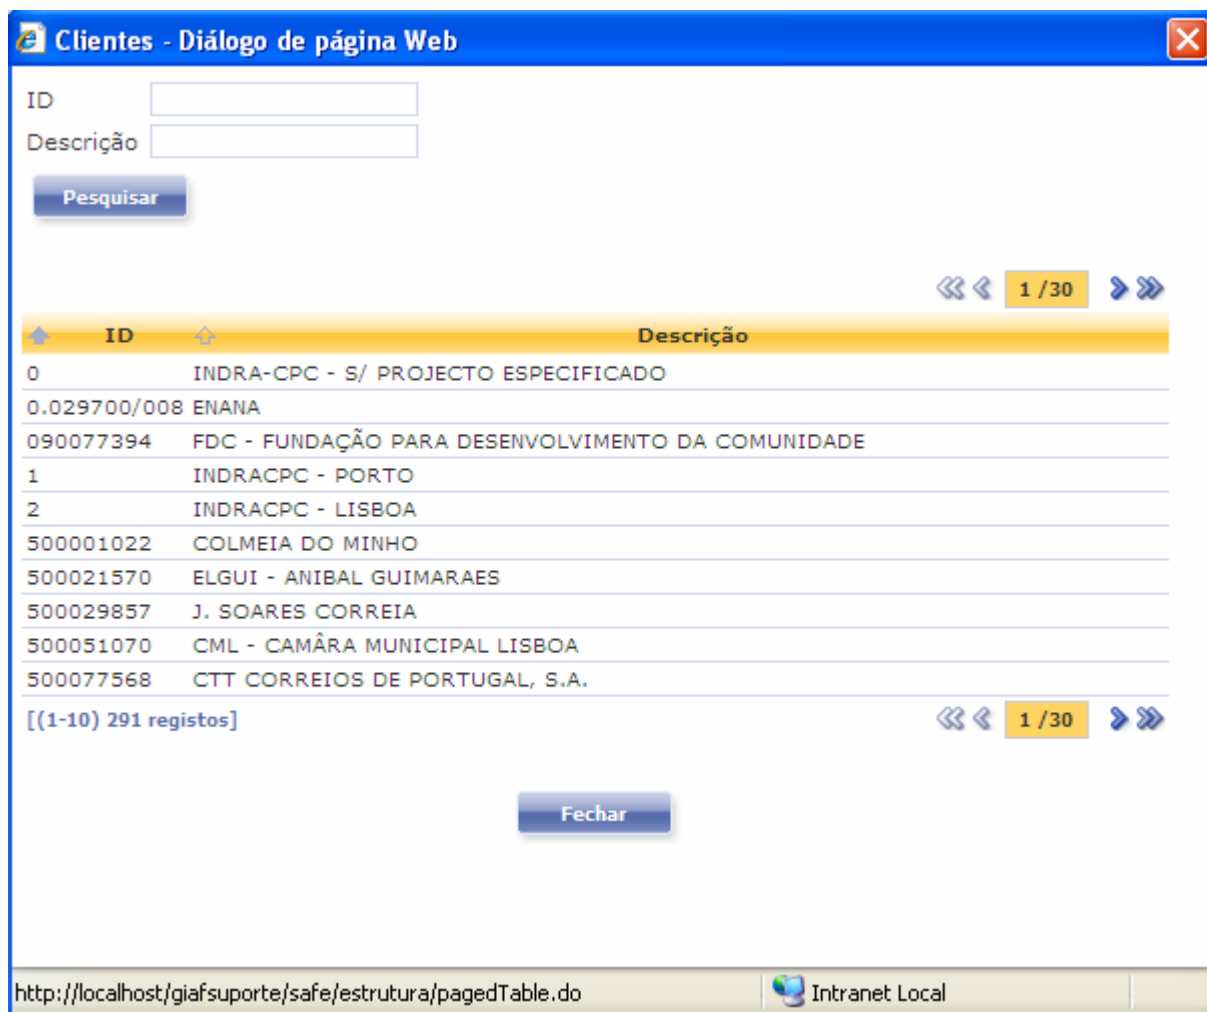 Clientes - Diálogo de página Web
ID
Descrição
Pesquisar
1 /30
ID Descrição
0 INDRA-CPC - S/ PROJECTO ESPECIFICADO
0.029700/008 ENANA
090077394 FDC - FUNDAÇÃO PARA DESENVOLVIMENTO DA COMUNIDADE
1 INDRACPC - PORTO
2 INDRACPC - LISBOA
500001022 COLMEIA DO MINHO
500021570 ELGUI - ANIBAL GUIMARAES
500029857 J. SOARES CORREIA
500051070 CML - CAMÂRA MUNICIPAL LISBOA
500077568 CTT CORREIOS DE PORTUGAL, S.A.
[(1-10) 291 registos] 1 /30
Fechar
http://localhost/giafsuporte/safe/estrutura/pagedTable.do Intranet Local